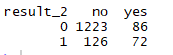 result_2 no yes
0 1223 86
1 126 72